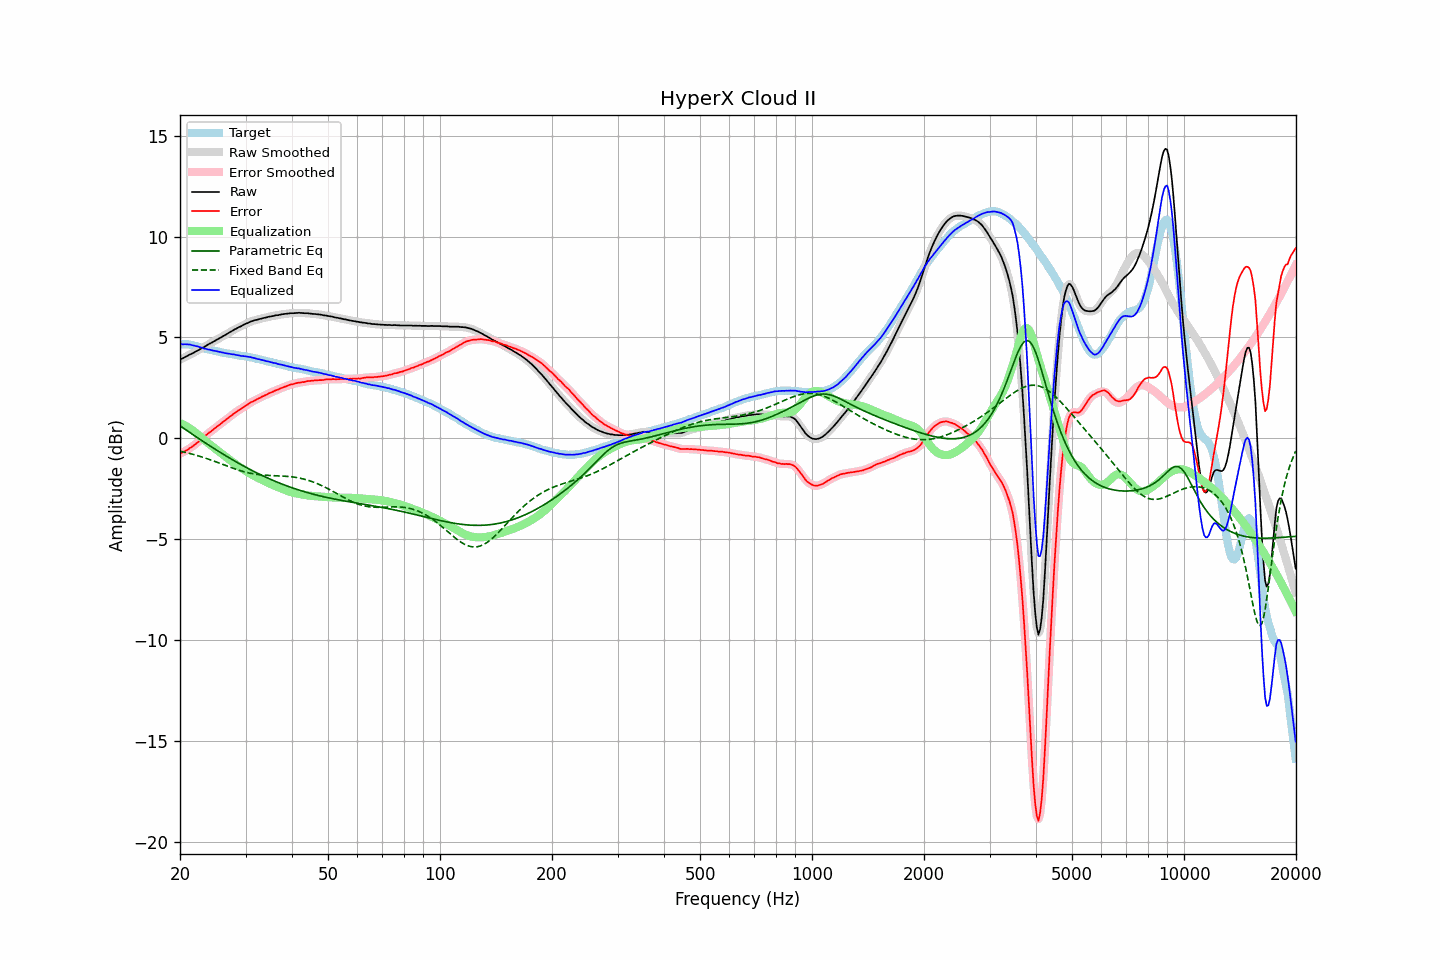 HyperX Cloud II
Target
Raw Smoothed
Error Smoothed
Raw
Error
Equalization
Parametric Eq
Fixed Band Eq
Equalized
Amplitude (dBr)
15
10
5
0
−5
−10
−15
−20
20 50 100 200 500 1000 2000 5000 10000 20000
Frequency (Hz)